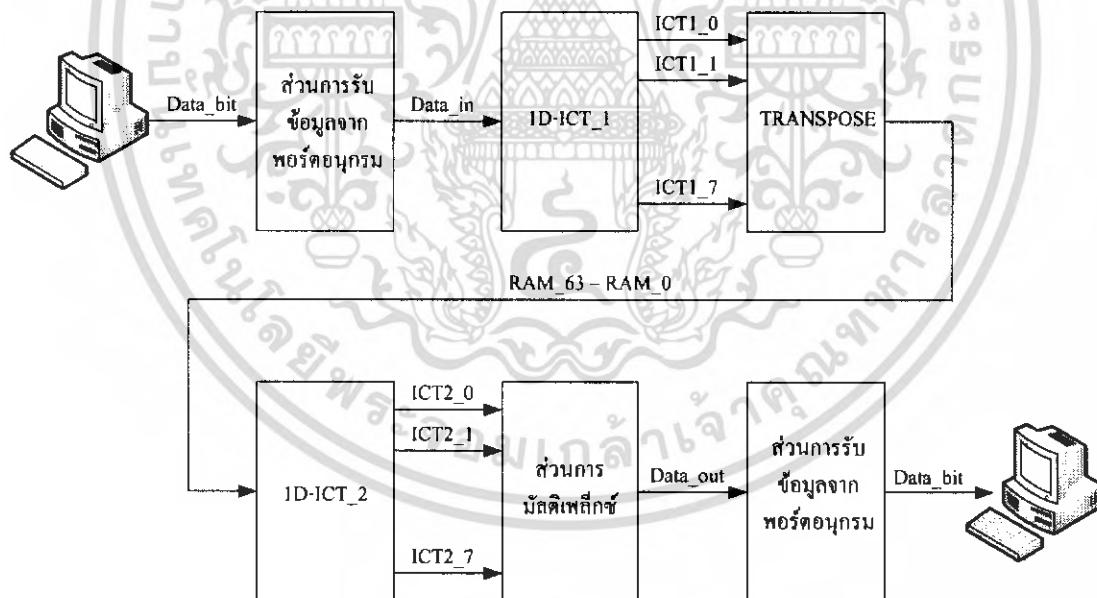 ICT1_0
ICT1_1
ส่วนการรับ
ข้อมูลจาก
พอร์ตอนุกรม
Data_bit
Data_in
1D-ICT_1
TRANSPOSE
ICT1_7
RAM_63 – RAM_0
ICT2_0
ICT2_1
1D-ICT_2
ส่วนการ
มัลติเพล็กซ์
Data_out
ส่วนการรับ
ข้อมูลจาก
พอร์ตอนุกรม
Data_bit
ICT2_7